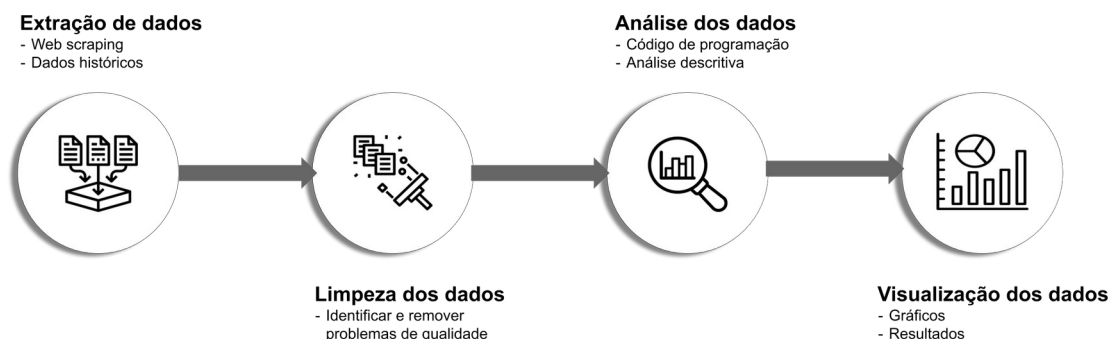 Extração de dados
- Web scraping
- Dados históricos
Limpeza dos dados
- Identificar e remover
problemas de qualidade
Análise dos dados
- Código de programação
- Análise descritiva
Visualização dos dados
- Gráficos
- Resultados